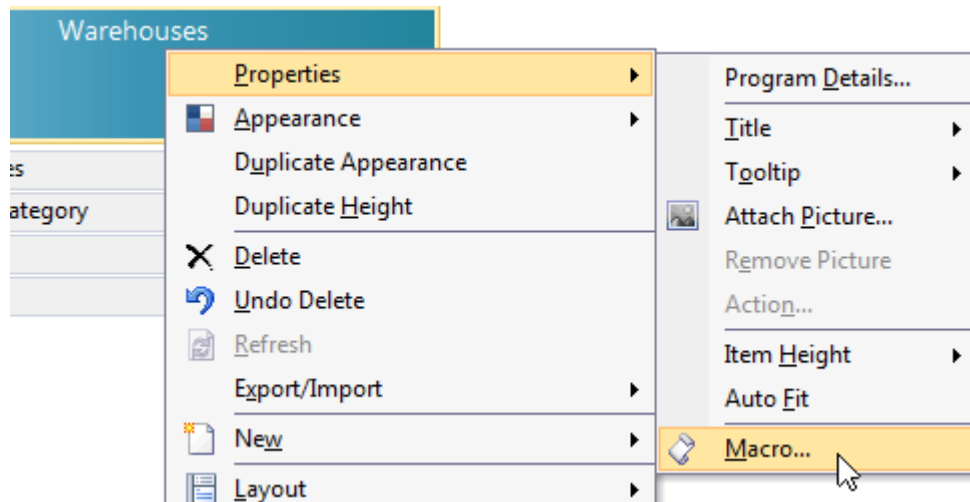 Warehouses
es
ategory
Properties
Appearance
Duplicate Appearance
Duplicate Height
Delete
Undo Delete
Refresh
Export/Import
New
Layout
Program Details...
Title
Tooltip
Attach Picture...
Remove Picture
Action...
Item Height
Auto Fit
Macro...